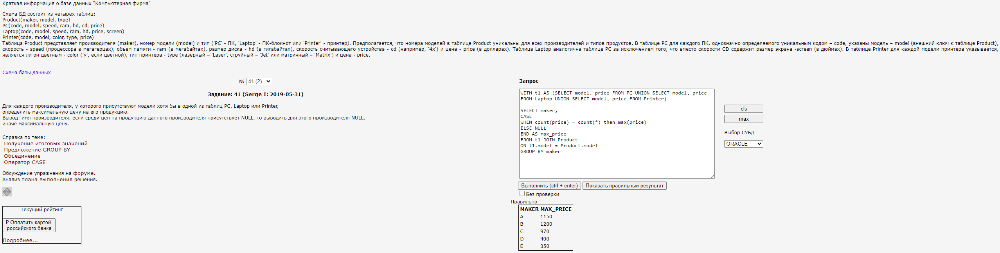 Краткая информация о базе данных "Компьютерная фирма"
Схема БД состоит из четырех таблиц:
Product(maker, model, type)
PC(code, model, speed, ram, hd, cd, price)
Laptop(code, model, speed, ram, hd, price, screen)
Printer(code, model, color, type, price)
Таблица Product представляет производителя (maker), номер модели (model) и тип ('PC' - ПК, 'Laptop' - ПК-блокнот или 'Printer' - принтер). Предполагается, что номера моделей в таблице Product уникальны для всех производителей и типов продуктов. В таблице PC для каждого ПК, однозначно определяемого уникальным кодом – code, указаны модель – model (внешний ключ к таблице Product),
скорость - speed (процессора в мегагерцах), объем памяти - ram (в мегабайтах), размер диска - hd (в гигабайтах), скорость считывающего устройства - cd (например, '4x') и цена - price (в долларах). Таблица Laptop аналогична таблице РС за исключением того, что вместо скорости CD содержит размер экрана -screen (в дюймах). В таблице Printer для каждой модели принтера указывается,
является ли он цветным - color ('y', если цветной), тип принтера - type (лазерный – 'Laser', струйный – 'Jet' или матричный – 'Matrix') и цена - price.
Схема базы данных
№ 41 (2)
Задание: 41 (Serge I: 2019-05-31)
Для каждого производителя, у которого присутствуют модели хотя бы в одной из таблиц PC, Laptop или Printer,
определить максимальную цену на его продукцию.
Вывод: имя производителя, если среди цен на продукцию данного производителя присутствует NULL, то выводить для этого производителя NULL,
иначе максимальную цену.
Справка по теме:
Получение итоговых значений
Предложение GROUP BY
Объединение
Оператор CASE
Обсуждение упражнения на форуме.
Анализ плана выполнения решения.
Текущий рейтинг
₽ Оплатить картой
российского банка
Подробнее...
Запрос
WITH t1 AS (SELECT model, price FROM PC UNION SELECT model, price
FROM Laptop UNION SELECT model, price FROM Printer)
SELECT maker,
CASE
WHEN count(price) = count(*) then max(price)
ELSE NULL
END AS max_price
FROM t1 JOIN Product
ON t1.model = Product.model
GROUP BY maker
cls
max
Выбор СУБД
ORACLE
Выполнить (ctrl + enter) Показать правильный результат
Без проверки
Правильно
MAKER MAX_PRICE
A 1150
B 1200
C 970
D 400
E 350